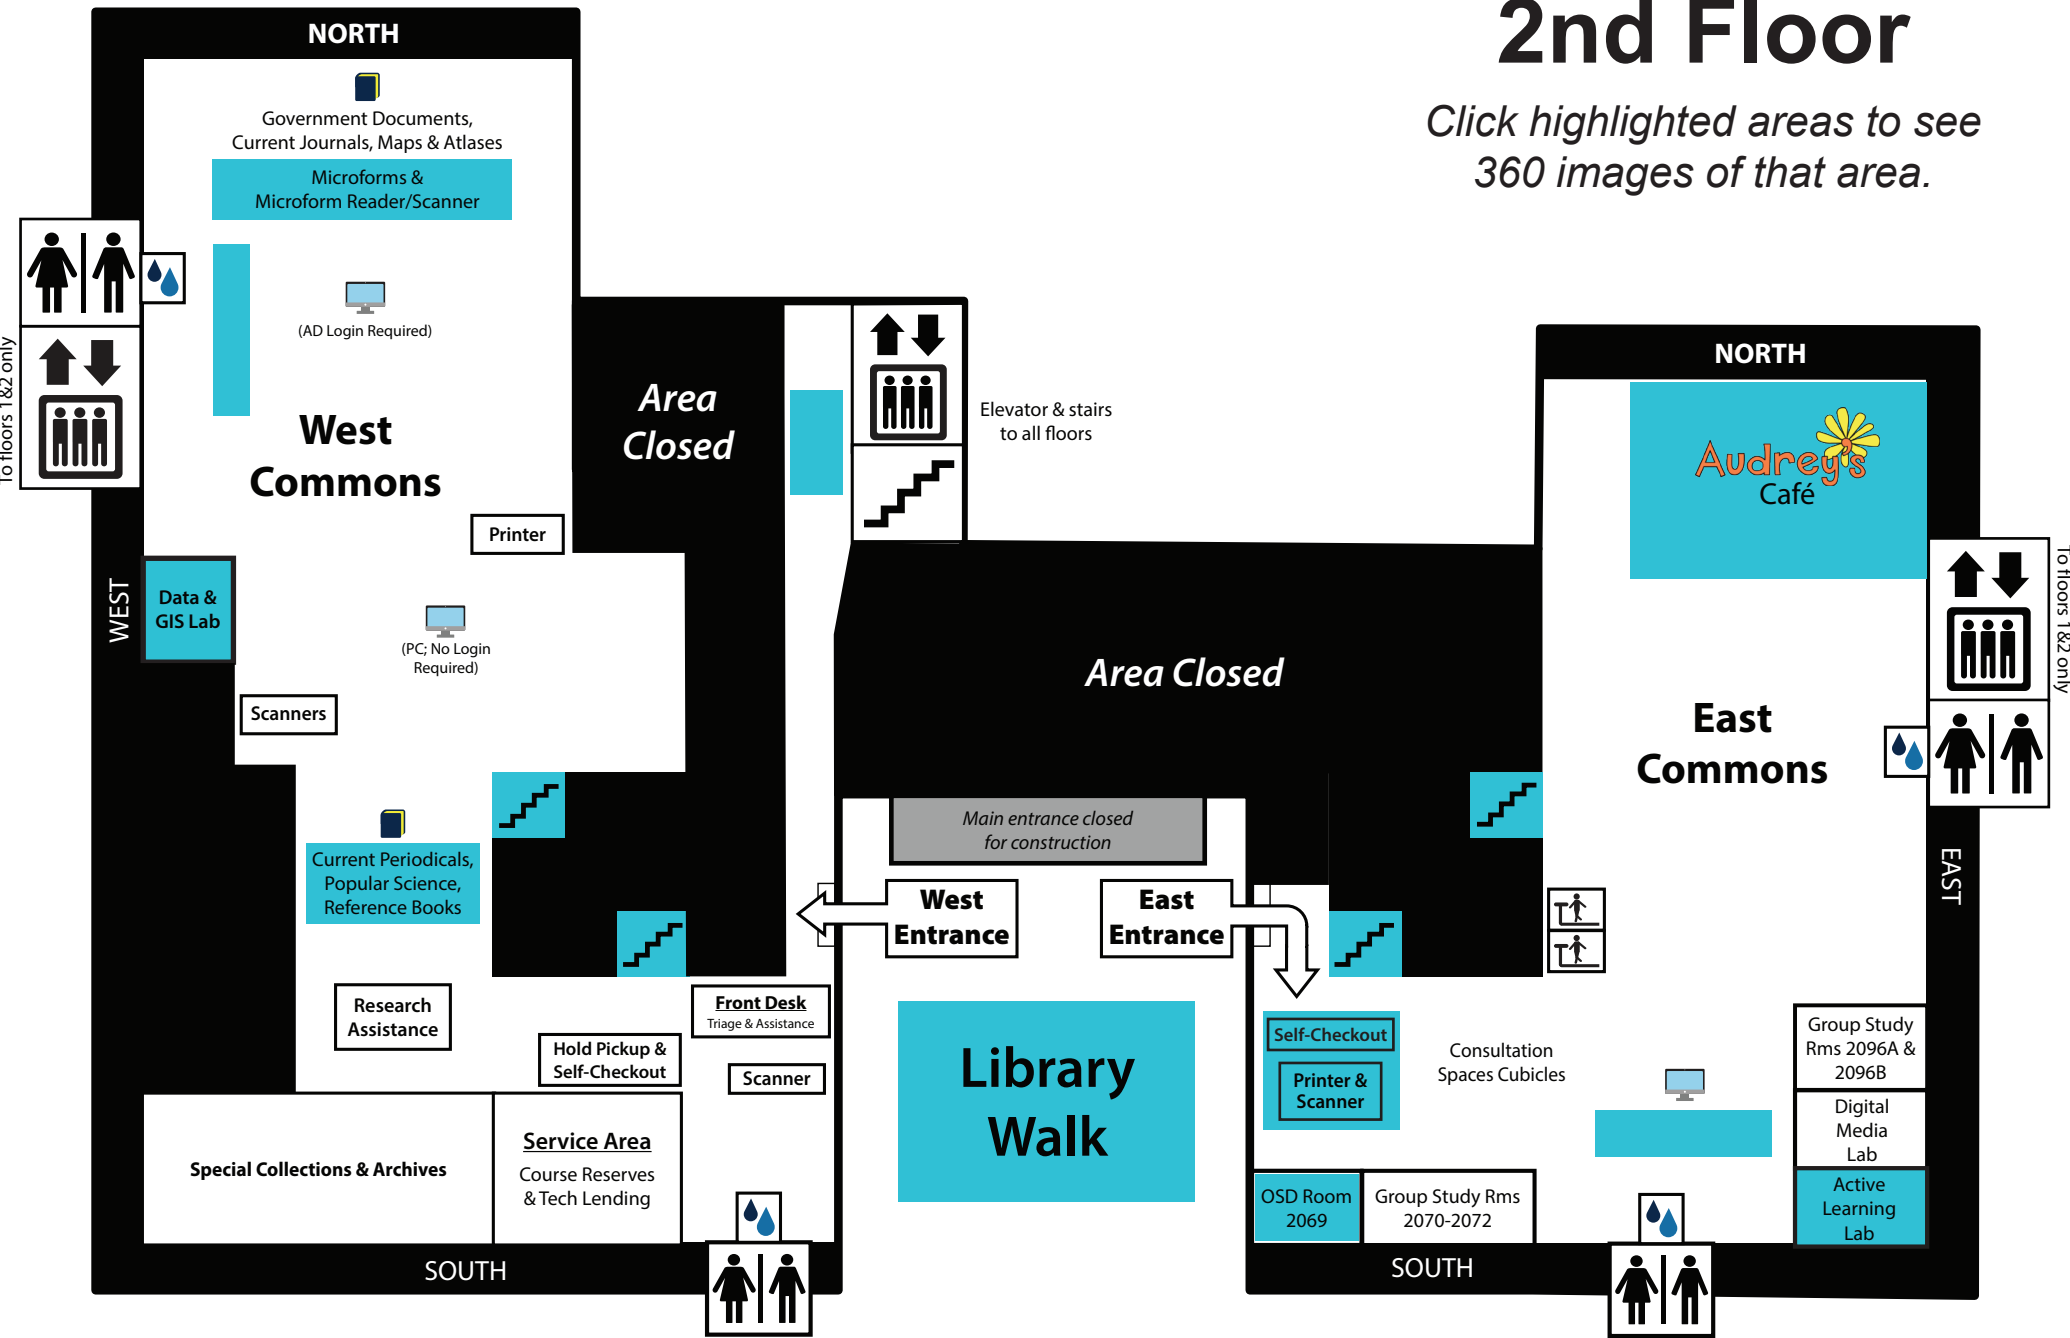 2nd Floor
Click highlighted areas to see
360 images of that area.
NORTH
Government Documents,
Current Journals, Maps & Atlases
Microforms &
Microform Reader/Scanner
(AD Login Required)
To floors 1&2 only
West
Commons
Area
Closed
Elevator & stairs
to all floors
Printer
WEST
Data &
GIS Lab
(PC; No Login
Required)
Scanners
Current Periodicals,
Popular Science,
Reference Books
Research
Assistance
Front Desk
Triage & Assistance
Hold Pickup &
Self-Checkout
Scanner
Special Collections & Archives
Service Area
Course Reserves
& Tech Lending
SOUTH
Area Closed
Main entrance closed
for construction
West
Entrance
East
Entrance
Library
Walk
NORTH
Audrey's
Café
To floors 1&2 only
East
Commons
EAST
Self-Checkout
Printer &
Scanner
Consultation
Spaces Cubicles
Group Study
Rms 2096A &
2096B
Digital
Media
Lab
Active
Learning
Lab
OSD Room
2069
Group Study Rms
2070-2072
SOUTH